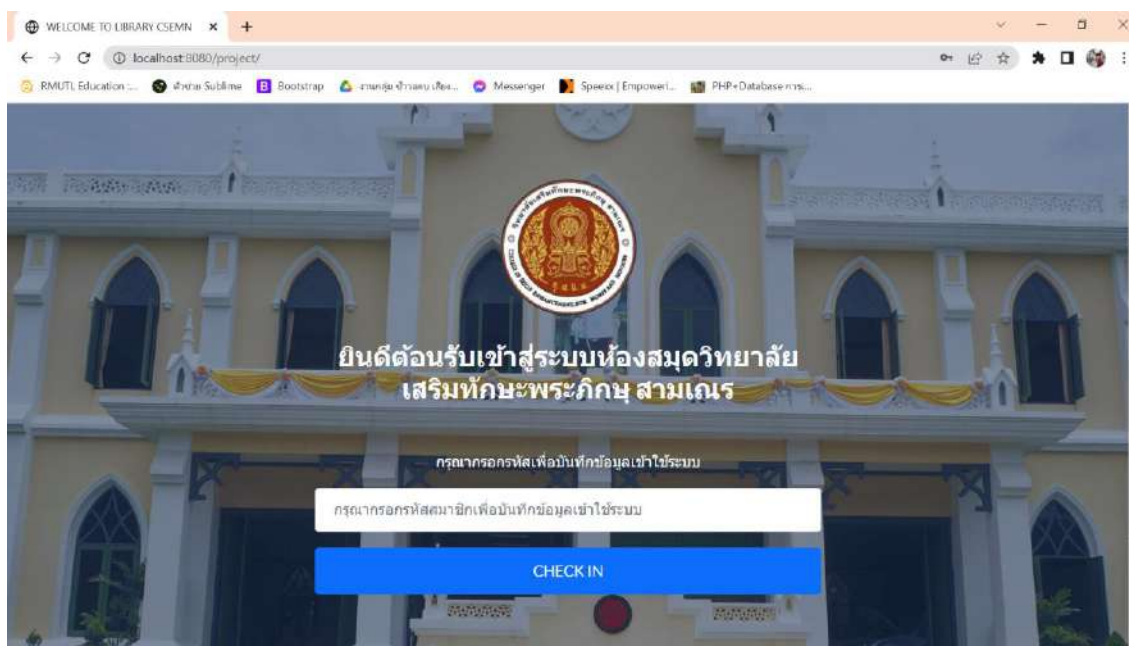 WELCOME TO LIBRARY CSEMN
localhost:8080/project/
RMUTL Education :...
Sublime
Bootstrap
Messenger
Speexx | Empoweri...
PHP+Database การ...
ยินดีต้อนรับเข้าสู่ระบบห้องสมุดวิทยาลัย
เสริมทักษะพระภิกษุ สามเณร
กรุณากรอกรหัสเพื่อบันทึกข้อมูลเข้าใช้ระบบ
กรุณากรอกรหัสสมาชิกเพื่อบันทึกข้อมูลเข้าใช้ระบบ
CHECK IN